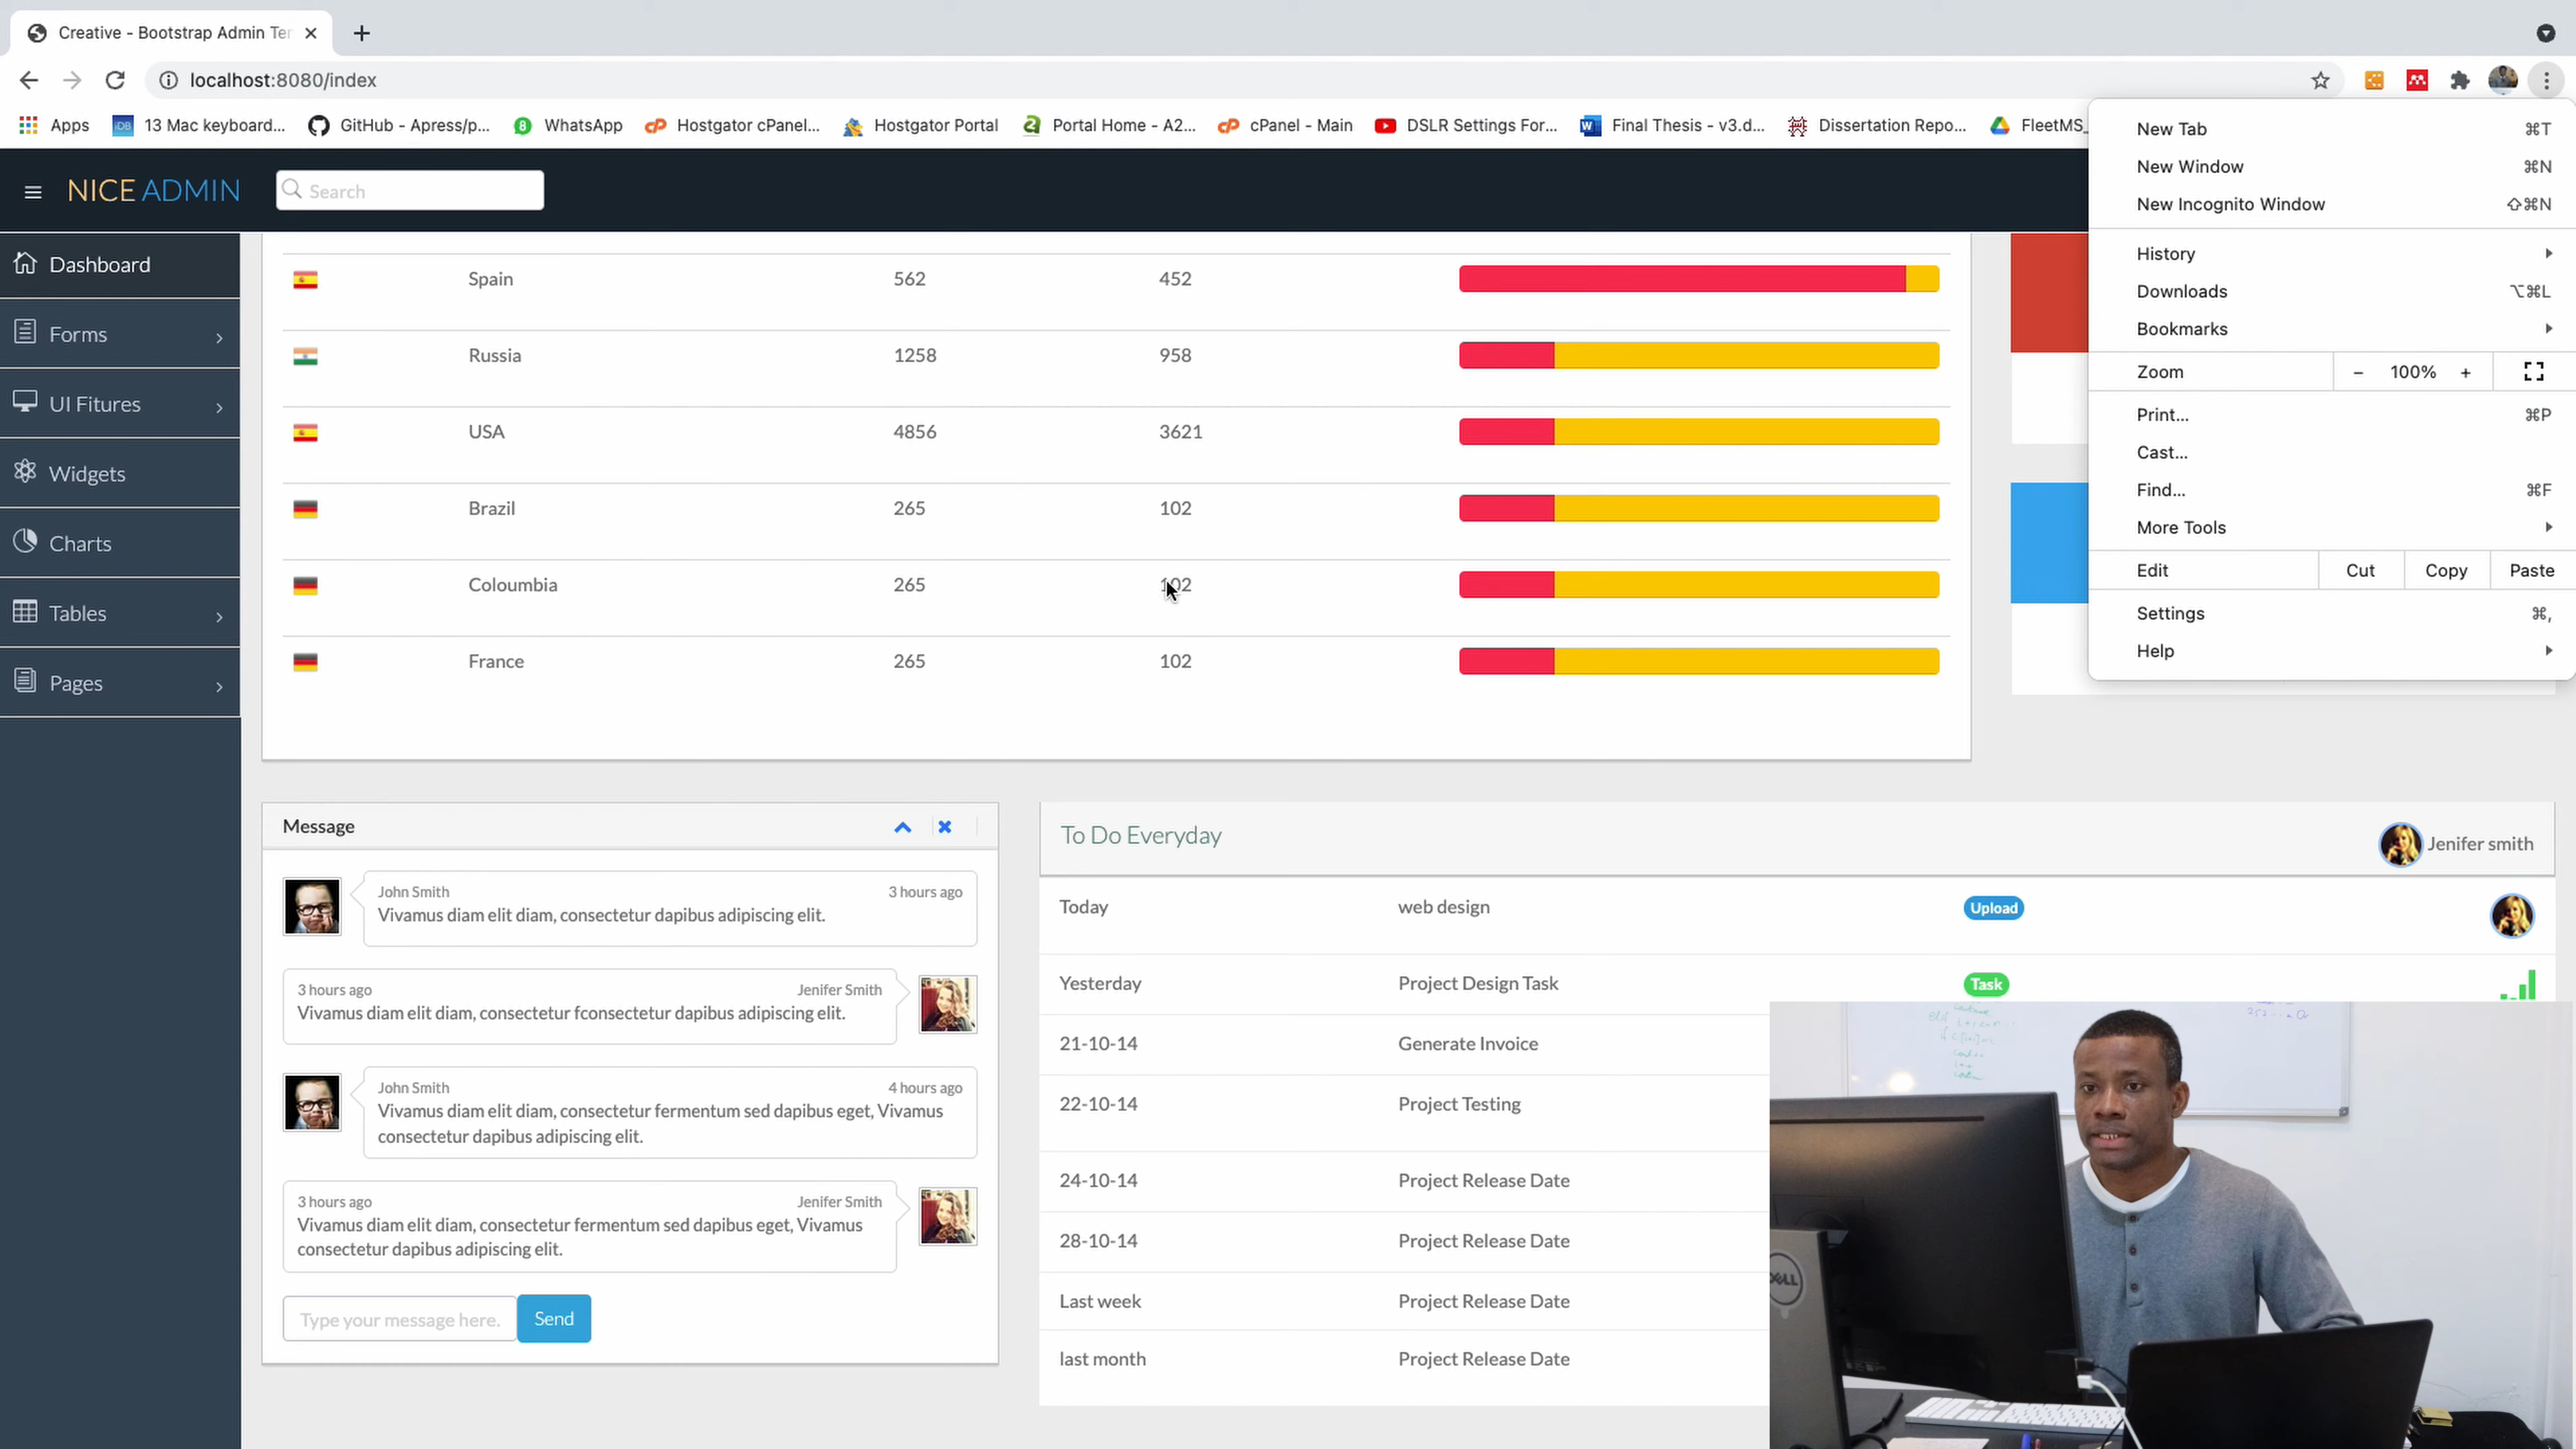 Creative - Bootstrap Admin Ter
localhost:8080/index
Apps
13 Mac keyboard...
GitHub - Apress/p...
WhatsApp
Hostgator cPanel...
Hostgator Portal
Portal Home - A2...
cPanel - Main
DSLR Settings For...
Final Thesis - v3.d...
Dissertation Repo...
FleetMS_
NICE ADMIN
Search
Dashboard
Forms
UI Fitures
Widgets
Charts
Tables
Pages
Spain 562 452
Russia 1258 958
USA 4856 3621
Brazil 265 102
Coloumbia 265 102
France 265 102
New Tab ⌘T
New Window ⌘N
New Incognito Window ⇧⌘N
History
Downloads ⌥⌘L
Bookmarks
Zoom − 100% +
Print... ⌘P
Cast...
Find... ⌘F
More Tools
Edit Cut Copy Paste
Settings ⌘,
Help
Message
John Smith 3 hours ago
Vivamus diam elit diam, consectetur dapibus adipiscing elit.
3 hours ago Jenifer Smith
Vivamus diam elit diam, consectetur fconsectetur dapibus adipiscing elit.
John Smith 4 hours ago
Vivamus diam elit diam, consectetur fermentum sed dapibus eget, Vivamus
consectetur dapibus adipiscing elit.
3 hours ago Jenifer Smith
Vivamus diam elit diam, consectetur fermentum sed dapibus eget, Vivamus
consectetur dapibus adipiscing elit.
Type your message here.
Send
To Do Everyday
Jenifer smith
Today web design Upload
Yesterday Project Design Task Task
21-10-14 Generate Invoice
22-10-14 Project Testing
24-10-14 Project Release Date
28-10-14 Project Release Date
Last week Project Release Date
last month Project Release Date
DELL